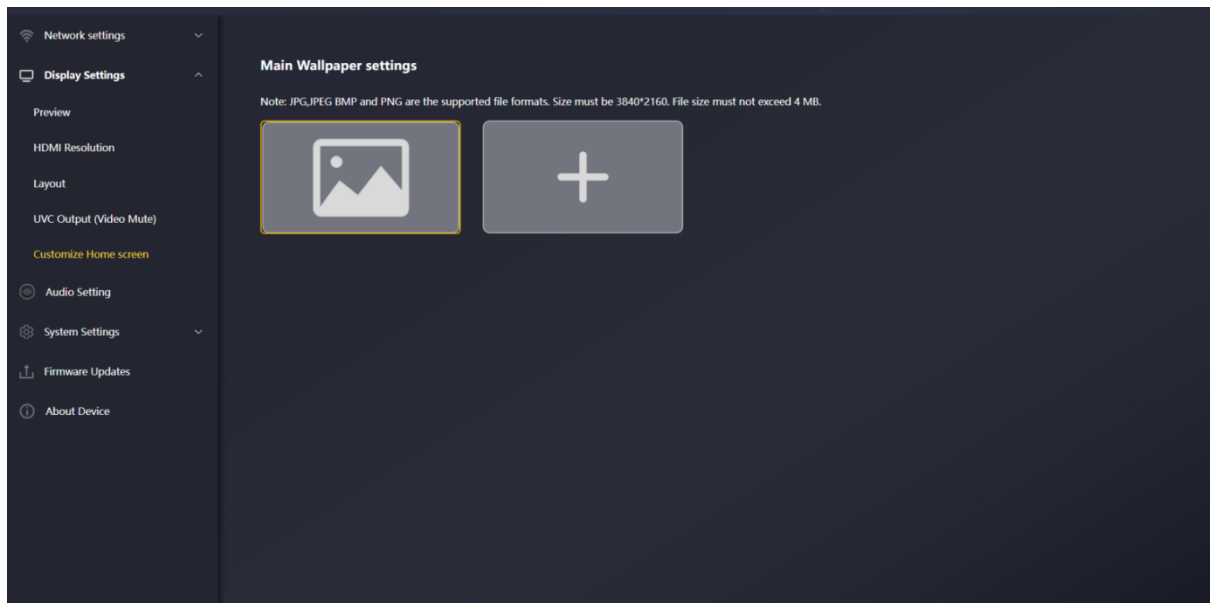 Network settings
Display Settings
Preview
HDMI Resolution
Layout
UVC Output (Video Mute)
Customize Home screen
Audio Setting
System Settings
Firmware Updates
About Device
Main Wallpaper settings
Note: JPG,JPEG BMP and PNG are the supported file formats. Size must be 3840*2160. File size must not exceed 4 MB.